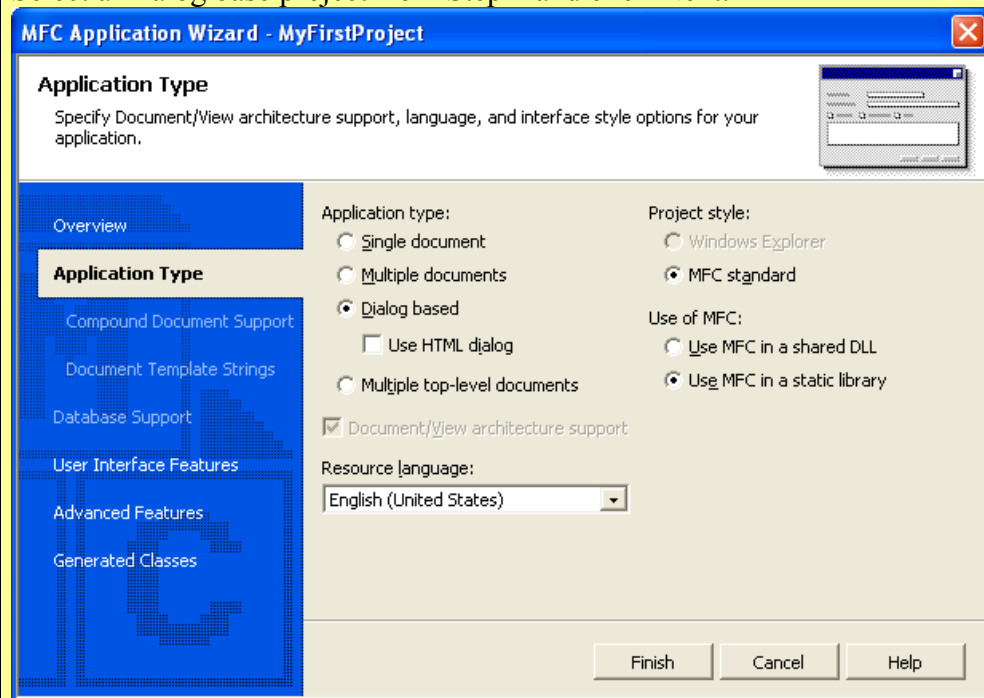 MFC Application Wizard - MyFirstProject
Application Type
Specify Document/View architecture support, language, and interface style options for your
application.
Overview
Application Type
Compound Document Support
Document Template Strings
Database Support
User Interface Features
Advanced Features
Generated Classes
Application type:
Single document
Multiple documents
Dialog based
Use HTML dialog
Multiple top-level documents
Document/View architecture support
Resource language:
English (United States)
Project style:
Windows Explorer
MFC standard
Use of MFC:
Use MFC in a shared DLL
Use MFC in a static library
Finish
Cancel
Help